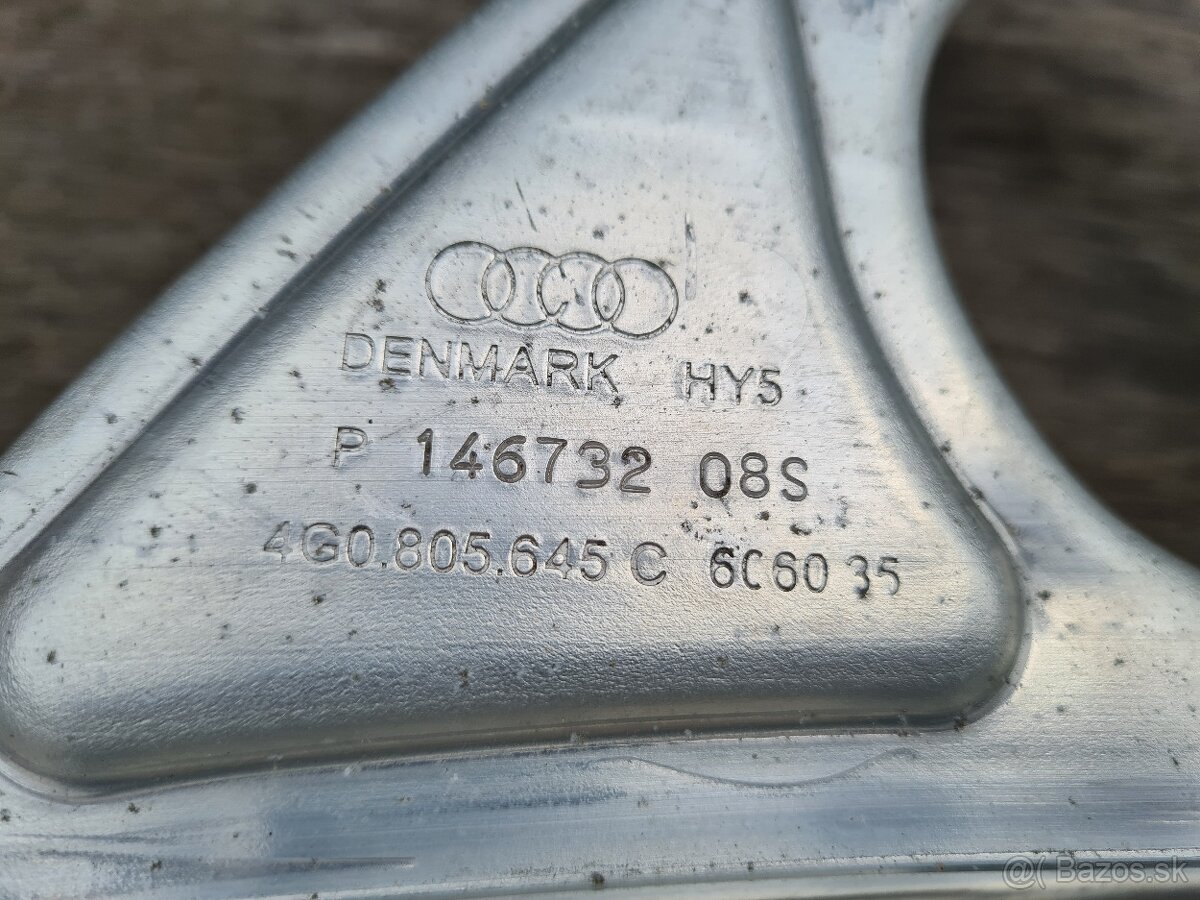 DENMARK HY5
P 146732 08S
4G0.805.645 C 6C60 35
@( Bazos.sk